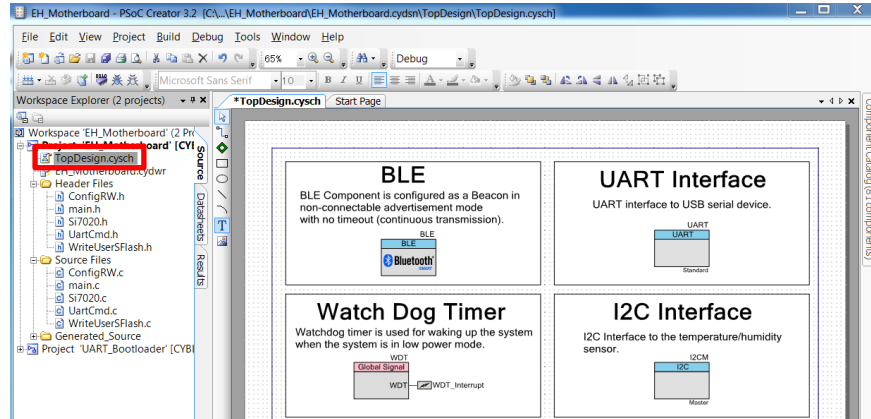 EH_Motherboard - PSoC Creator 3.2 [C:\...\EH_Motherboard\EH_Motherboard.cydsn\TopDesign\TopDesign.cysch]
File Edit View Project Build Debug Tools Window Help
65% Debug
Microsoft Sans Serif 10 B I U
Workspace Explorer (2 projects)
*TopDesign.cysch Start Page
Workspace 'EH_Motherboard' (2 Pr
Project 'EH_Motherboard' [CYI
TopDesign.cysch
EH_Motherboard.cydwr
Header Files
ConfigRW.h
main.h
Si7020.h
UartCmd.h
WriteUserSFlash.h
Source Files
ConfigRW.c
main.c
Si7020.c
UartCmd.c
WriteUserSFlash.c
Generated_Source
Project 'UART_Bootloader' [CYBI
Source
Datasheets
Results
BLE
BLE Component is configured as a Beacon in
non-connectable advertisement mode
with no timeout (continuous transmission).
BLE
BLE
Bluetooth
SMART
UART Interface
UART interface to USB serial device.
UART
UART
Standard
Watch Dog Timer
Watchdog timer is used for waking up the system
when the system is in low power mode.
WDT
Global Signal
WDT WDT_Interrupt
I2C Interface
I2C Interface to the temperature/humidity
sensor.
I2CM
I2C
Master
Component Catalog (81 components)